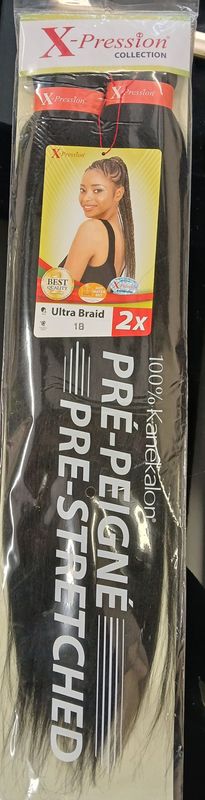 X-Pression
COLLECTION
X-Pression
X-Pression
X-Pression
BEST
QUALITY
Ultra Braid
1B
2x
100% Kanekalon®
PRÉ-PEIGNÉ
PRE-STRETCHED